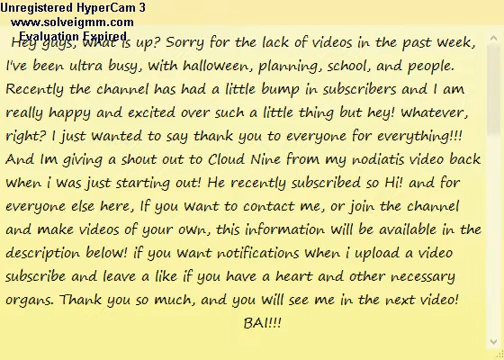 Unregistered HyperCam 3
www.solveigmm.com
Evaluation Expired
Hey guys, what is up? Sorry for the lack of videos in the past week,
I've been ultra busy, with halloween, planning, school, and people.
Recently the channel has had a little bump in subscribers and I am
really happy and excited over such a little thing but hey! Whatever,
right? I just wanted to say thank you to everyone for everything!!!
And Im giving a shout out to Cloud Nine from my nodiatis video back
when i was just starting out! He recently subscribed so Hi! and for
everyone else here, If you want to contact me, or join the channel
and make videos of your own, this information will be available in the
description below! if you want notifications when i upload a video
subscribe and leave a like if you have a heart and other necessary
organs. Thank you so much, and you will see me in the next video!
BAI!!!